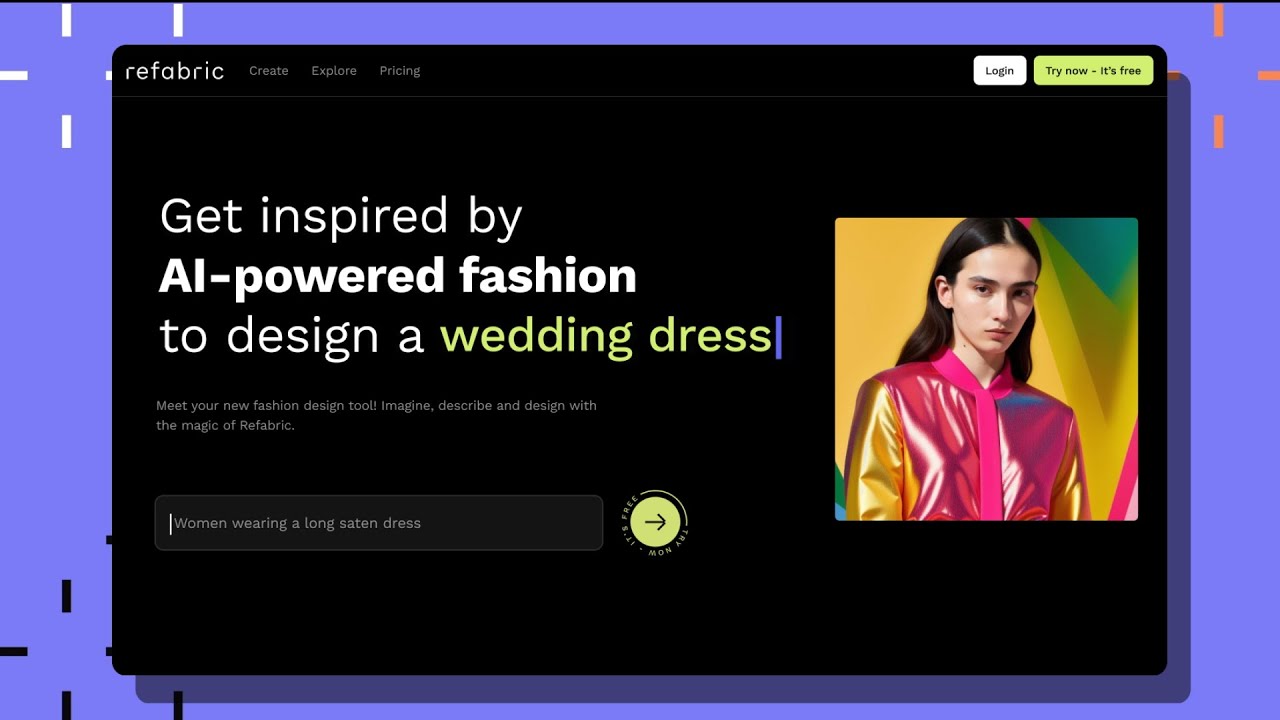 refabric Create Explore Pricing Login Try now - It's free
Get inspired by
AI-powered fashion
to design a wedding dress
Meet your new fashion design tool! Imagine, describe and design with
the magic of Refabric.
Women wearing a long saten dress
TRY NOW - IT'S FREE